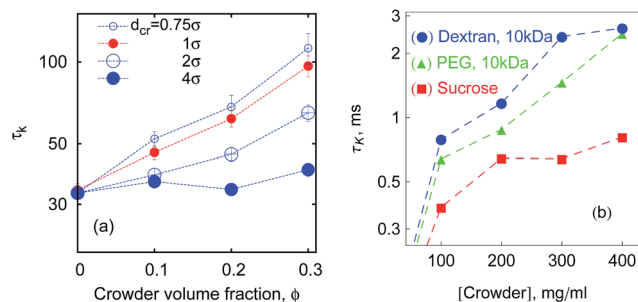 d_cr=0.75σ
1σ
2σ
4σ
100
50
30
τ_k
(a)
0 0.1 0.2 0.3
Crowder volume fraction, ϕ
3
2
1
0.5
0.3
τ_K, ms
(●) Dextran, 10kDa
(▲) PEG, 10kDa
(■) Sucrose
(b)
100 200 300 400
[Crowder], mg/ml